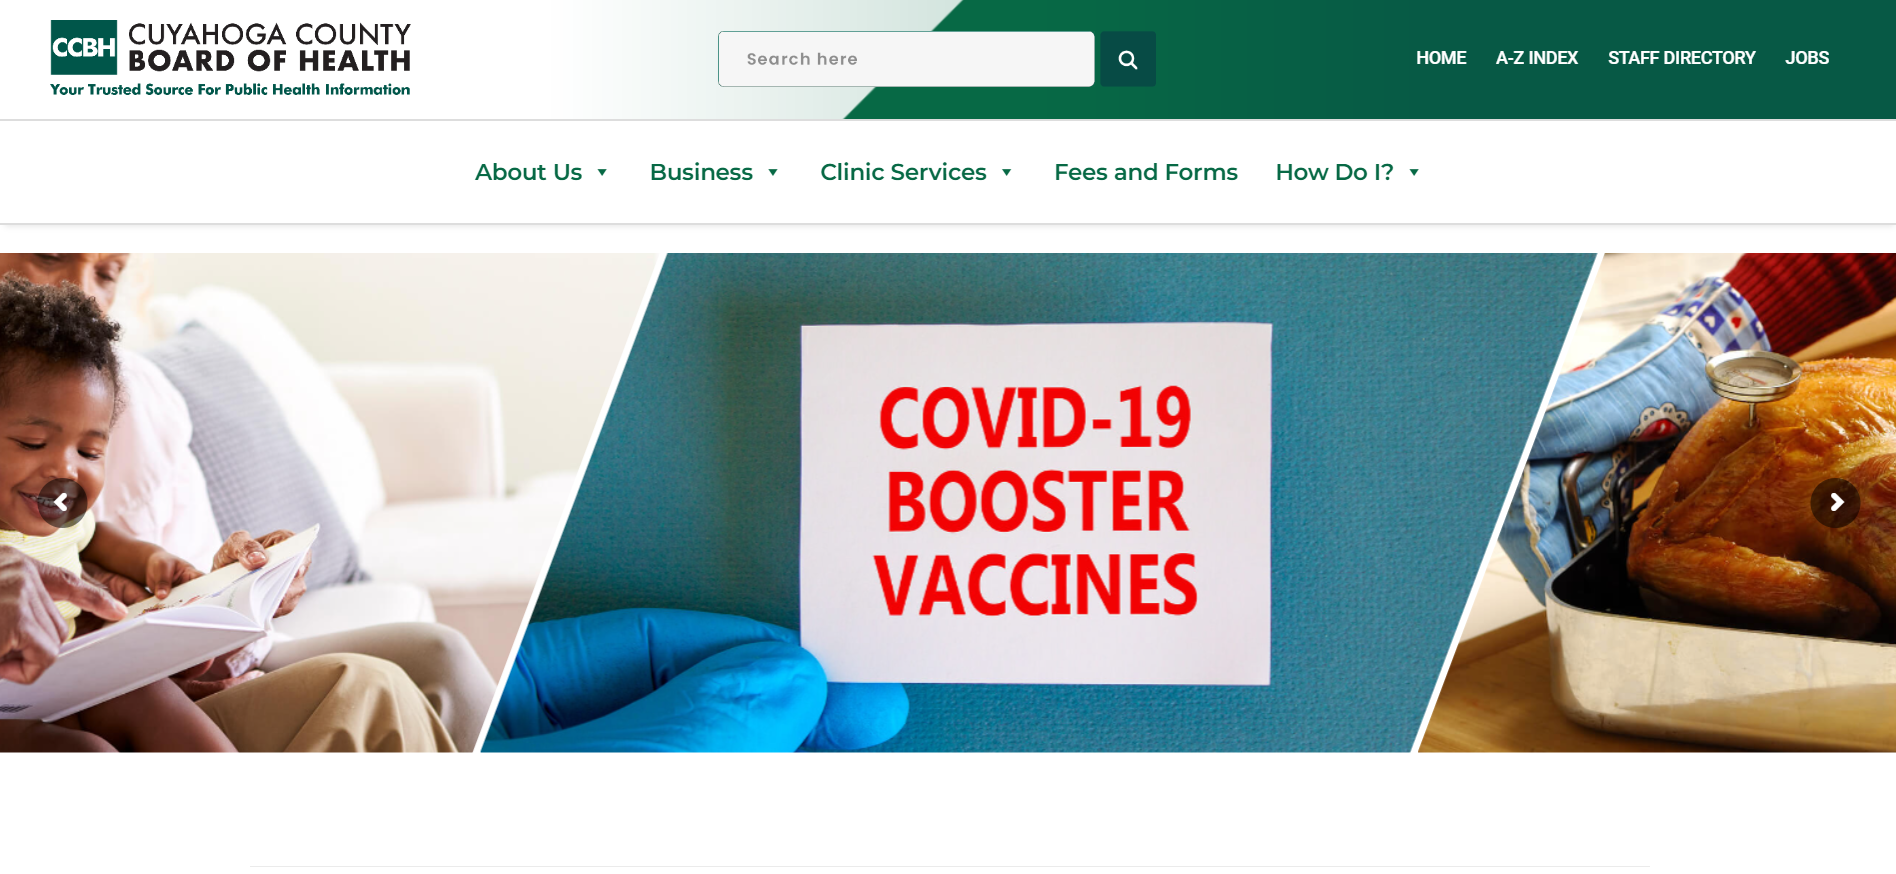 CCBH
CUYAHOGA COUNTY
BOARD OF HEALTH
Your Trusted Source For Public Health Information
Search here
HOME
A-Z INDEX
STAFF DIRECTORY
JOBS
About Us
Business
Clinic Services
Fees and Forms
How Do I?
COVID-19
BOOSTER
VACCINES